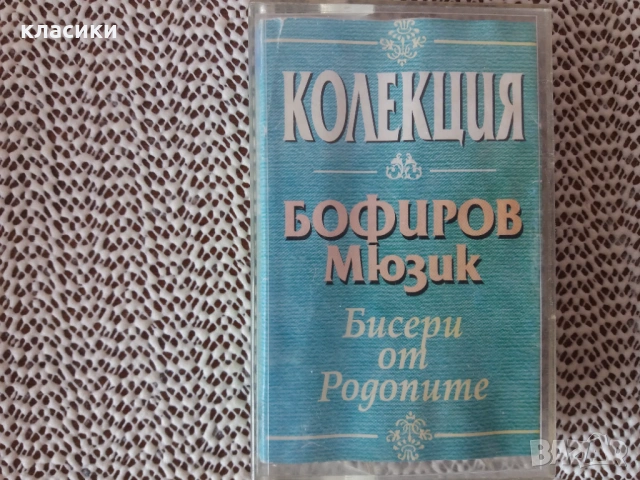 класики
КОЛЕКЦИЯ
БОФИРОВ
Мюзик
Бисери
от
Родопите